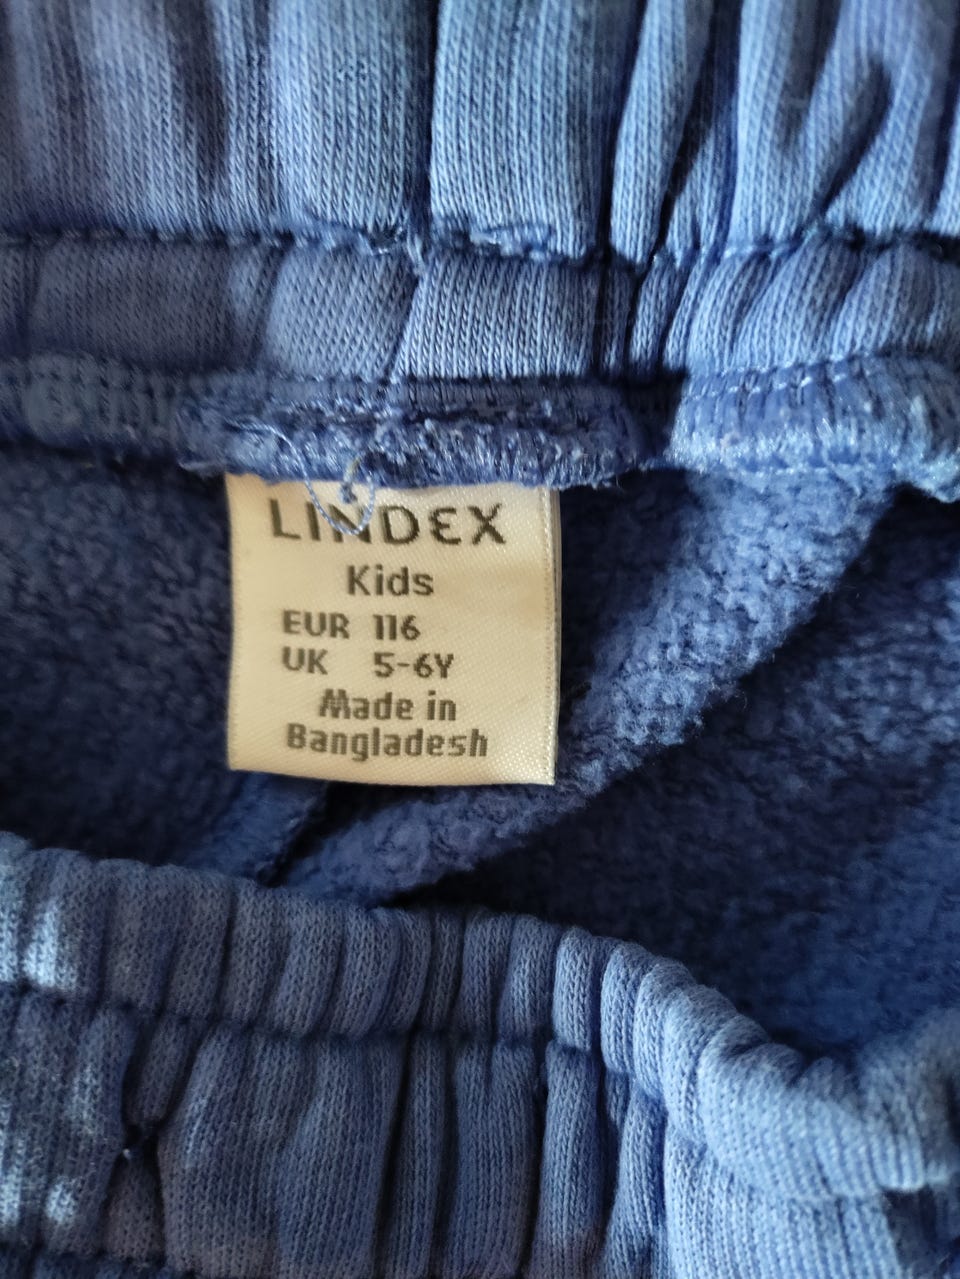 LINDEX
Kids
EUR 116
UK 5-6Y
Made in
Bangladesh